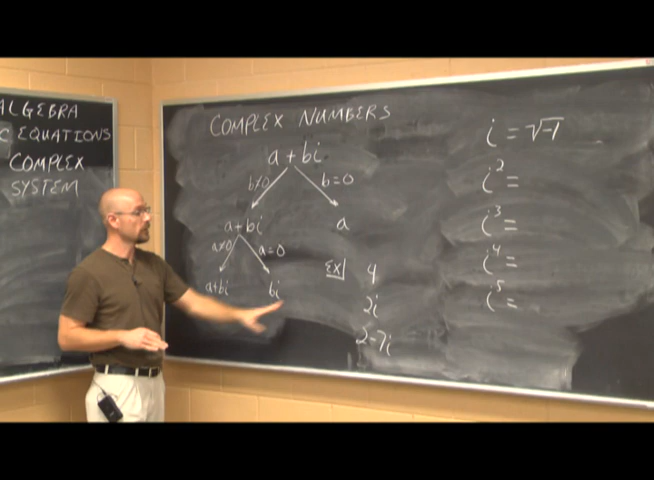 ALGEBRA
C EQUATIONS
COMPLEX
SYSTEM
COMPLEX NUMBERS
a + bi
b≠0 b=0
a+bi a
a≠0 a=0
a+bi bi
EX 4
2i
2-7i
i = √-1
i² =
i³ =
i⁴ =
i⁵ =